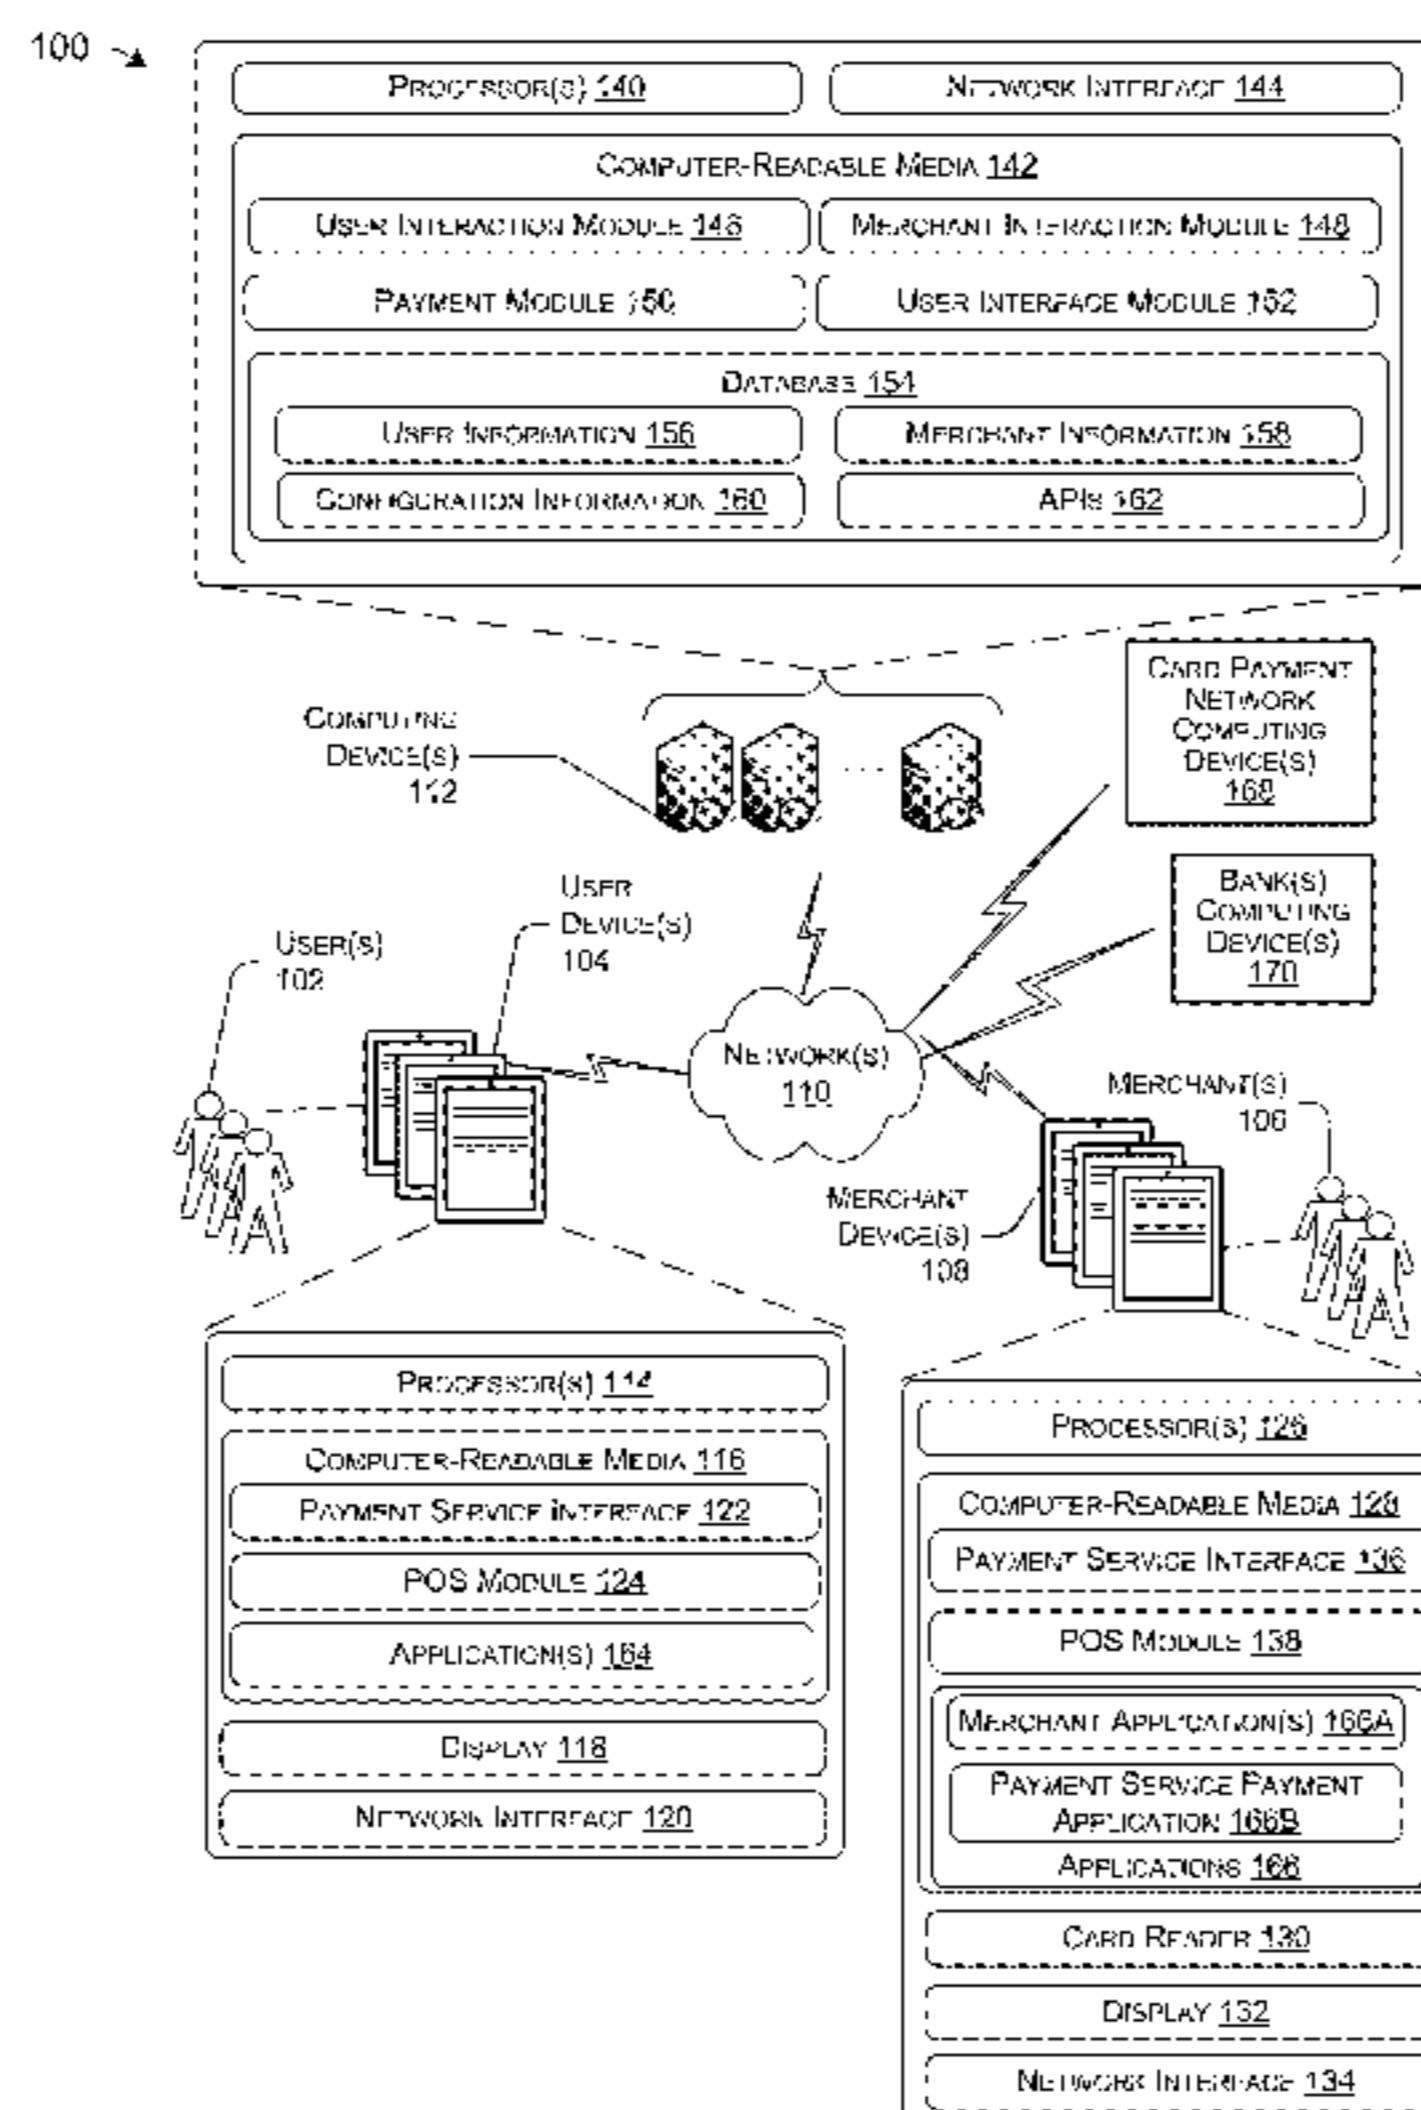 100
PROCESSOR(S) 140
NETWORK INTERFACE 144
COMPUTER-READABLE MEDIA 142
USER INTERACTION MODULE 146
MERCHANT INTERACTION MODULE 148
PAYMENT MODULE 150
USER INTERFACE MODULE 152
DATABASE 154
USER INFORMATION 156
MERCHANT INFORMATION 158
CONFIGURATION INFORMATION 160
APIS 162
COMPUTING
DEVICE(S)
112
CARD PAYMENT
NETWORK
COMPUTING
DEVICE(S)
168
BANK(S)
COMPUTING
DEVICE(S)
170
USER
DEVICE(S)
104
USER(S)
102
NETWORK(S)
110
MERCHANT(S)
106
MERCHANT
DEVICE(S)
108
PROCESSOR(S) 114
COMPUTER-READABLE MEDIA 116
PAYMENT SERVICE INTERFACE 122
POS MODULE 124
APPLICATION(S) 164
DISPLAY 118
NETWORK INTERFACE 120
PROCESSOR(S) 126
COMPUTER-READABLE MEDIA 128
PAYMENT SERVICE INTERFACE 136
POS MODULE 138
MERCHANT APPLICATION(S) 166A
PAYMENT SERVICE PAYMENT
APPLICATION 166B
APPLICATIONS 166
CARD READER 130
DISPLAY 132
NETWORK INTERFACE 134